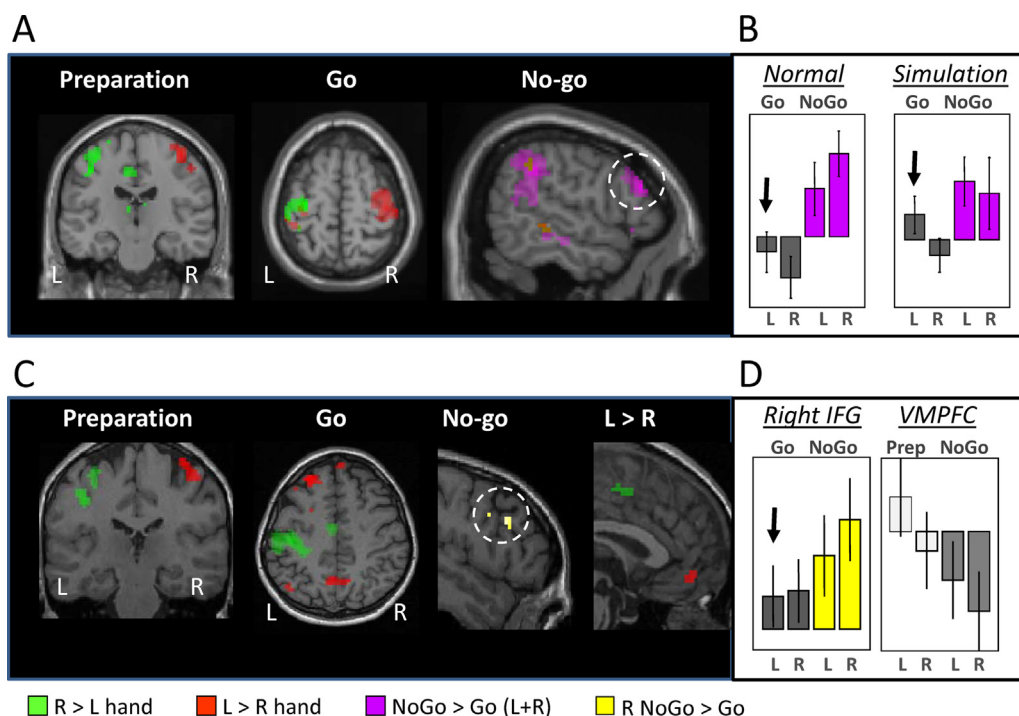 A
B
Preparation
Go
No-go
Normal
Simulation
Go NoGo
Go NoGo
L R
L R
L R L R
L R L R
C
D
Preparation
Go
No-go
L > R
Right IFG
VMPFC
Go NoGo
Prep NoGo
L R
L R
L R L R
L R L R
R > L hand
L > R hand
NoGo > Go (L+R)
R NoGo > Go